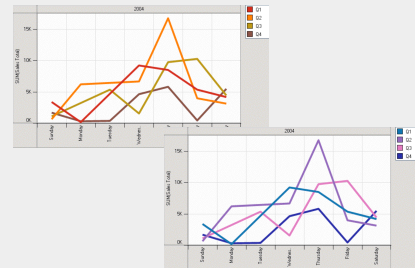 2004
Q1
Q2
Q3
Q4
15K
10K
5K
0K
SUM(Sales Total)
Sunday
Monday
Tuesday
Wednes.
2004
Q1
Q2
Q3
Q4
15K
10K
5K
0K
SUM(Sales Total)
Sunday
Monday
Tuesday
Wednes.
Thursday
Friday
Saturday